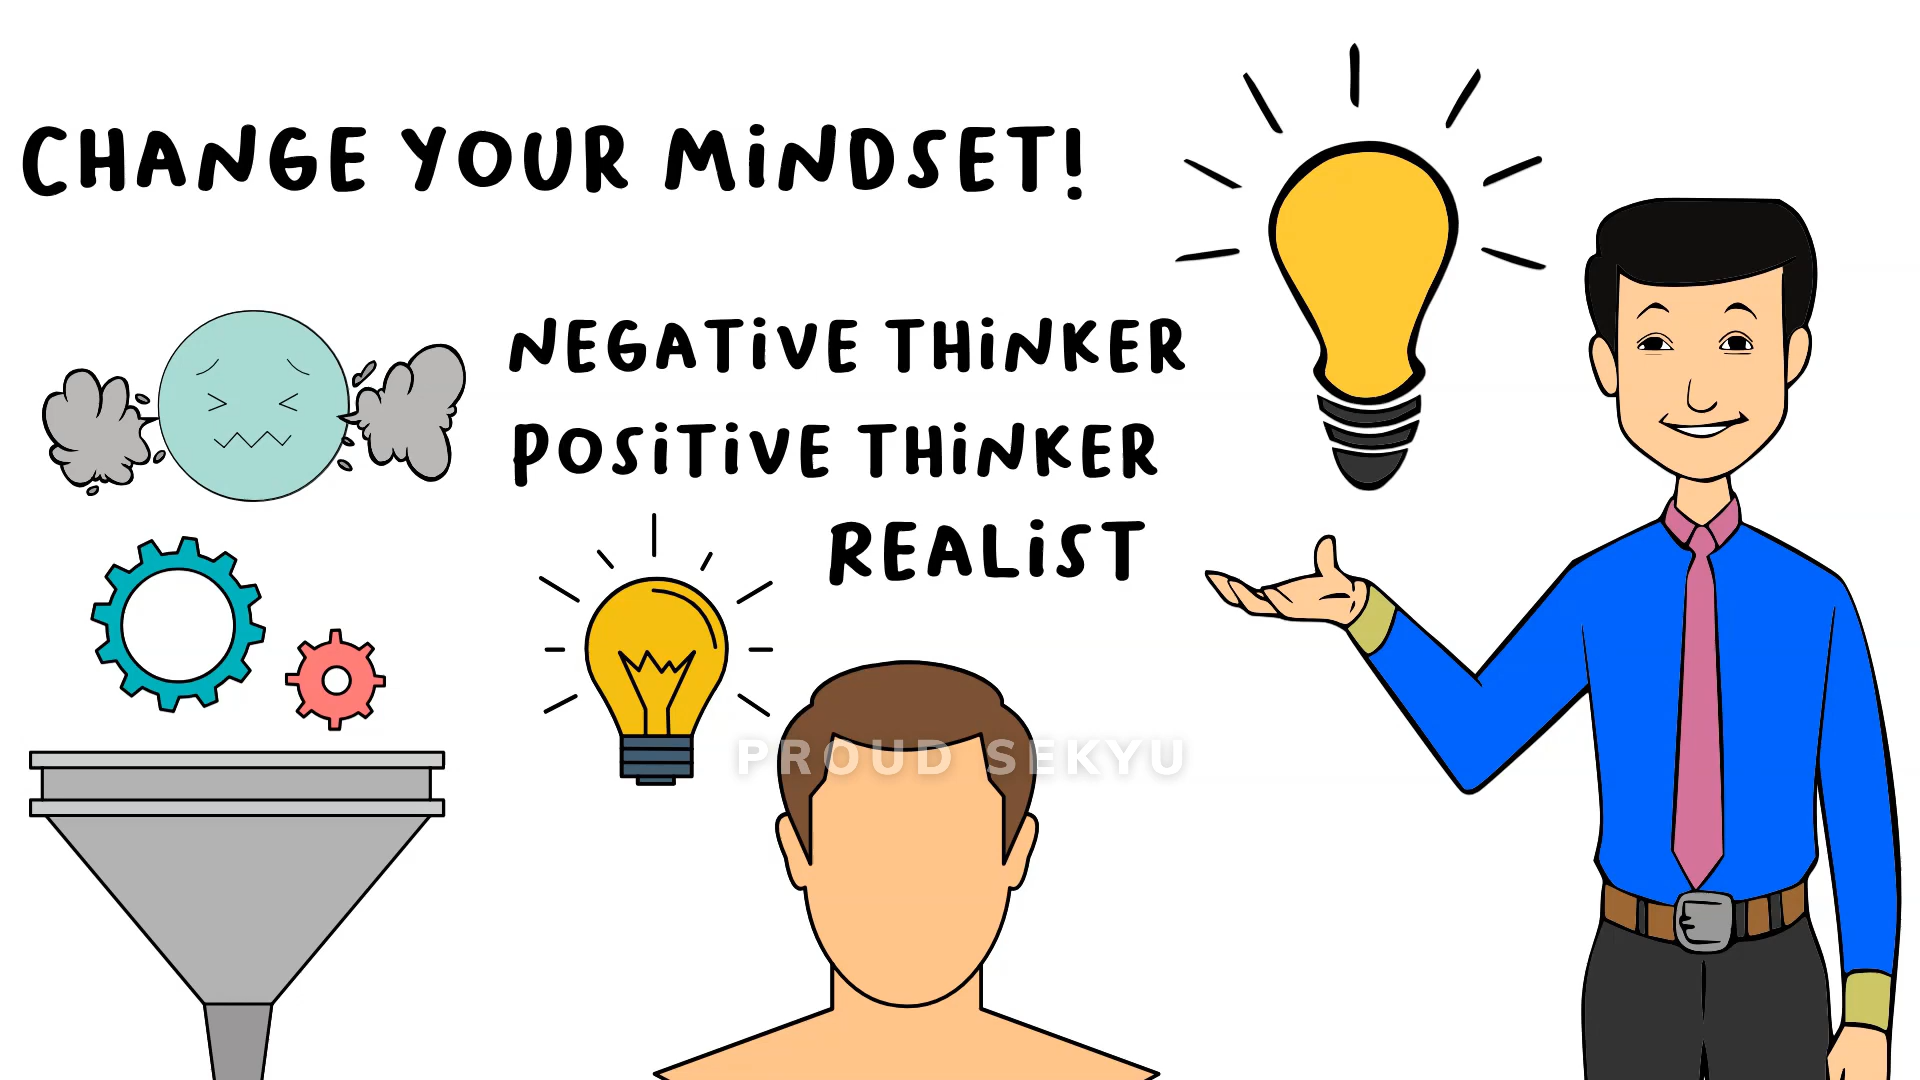 CHANGE YOUR MiNDSET!
NEGATiVE THiNKER
POSiTiVE THiNKER
REALiST
PROUD SEKYU